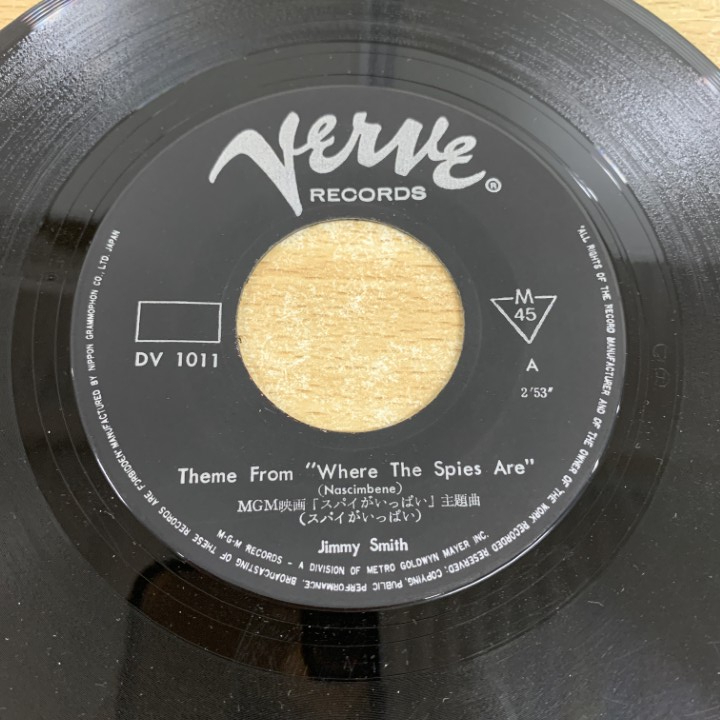 Verve®
RECORDS
DV 1011
M
45
A
2′53″
Theme From "Where The Spies Are"
(Nascimbene)
MGM映画『スパイがいっぱい』主題曲
(スパイがいっぱい)
Jimmy Smith
M-G-M RECORDS - A DIVISION OF METRO GOLDWYN MAYER INC.
"ALL RIGHTS OF THE RECORD MANUFACTURER AND OF THE OWNER OF THE WORK RECORDED RESERVED; COPYING, PUBLIC PERFORMANCE, BROADCASTING OF THESE RECORDS ARE FORBIDDEN" MANUFACTURED BY NIPPON GRAMMOPHON CO., LTD. JAPAN